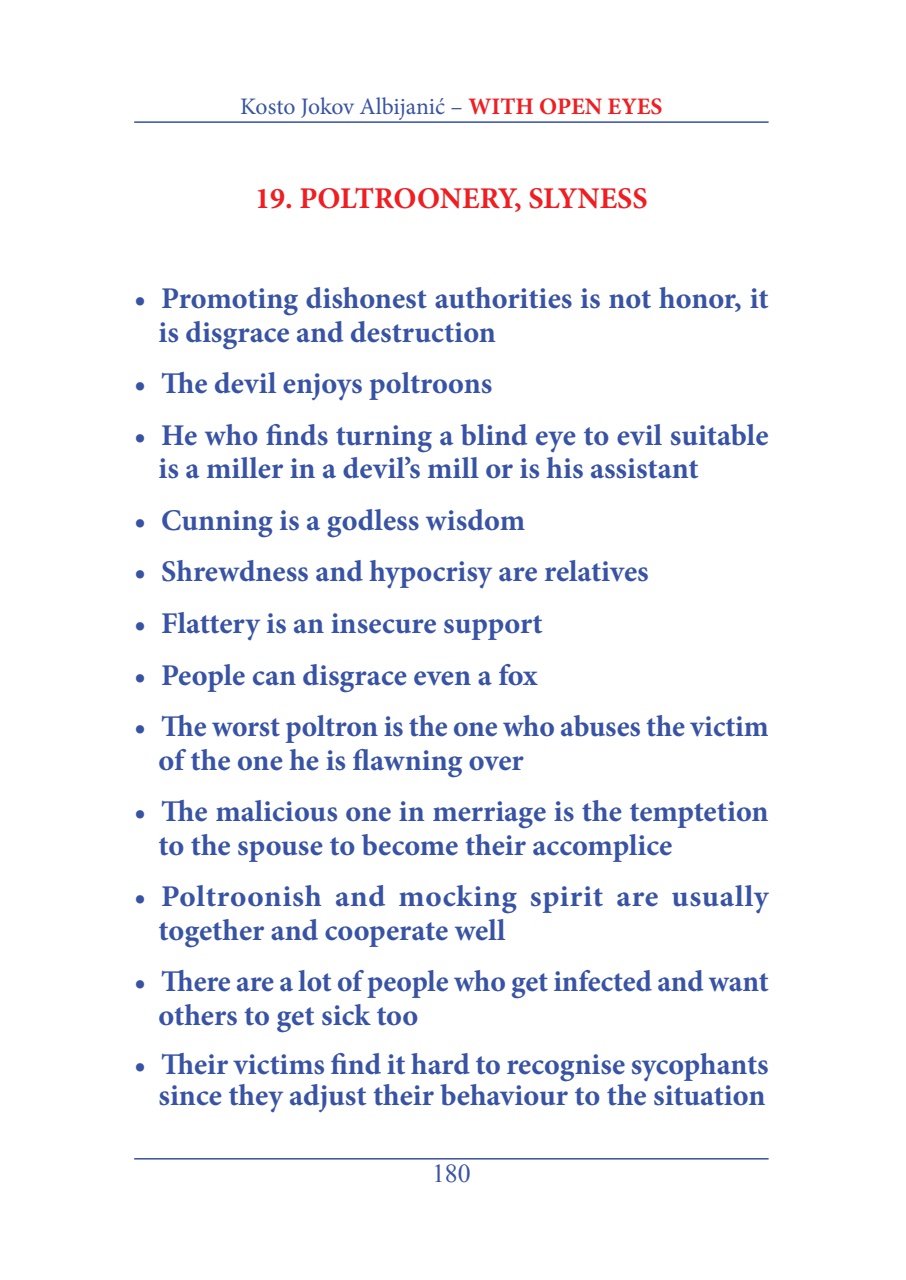 Kosto Jokov Albijanić – WITH OPEN EYES
19. POLTROONERY, SLYNESS
• Promoting dishonest authorities is not honor, it
is disgrace and destruction
• The devil enjoys poltroons
• He who finds turning a blind eye to evil suitable
is a miller in a devil’s mill or is his assistant
• Cunning is a godless wisdom
• Shrewdness and hypocrisy are relatives
• Flattery is an insecure support
• People can disgrace even a fox
• The worst poltron is the one who abuses the victim
of the one he is flawning over
• The malicious one in merriage is the temptetion
to the spouse to become their accomplice
• Poltroonish and mocking spirit are usually
together and cooperate well
• There are a lot of people who get infected and want
others to get sick too
• Their victims find it hard to recognise sycophants
since they adjust their behaviour to the situation
180